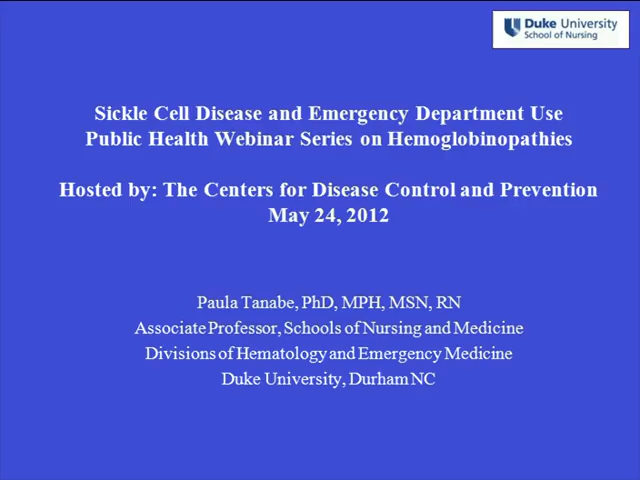 Duke University
School of Nursing
Sickle Cell Disease and Emergency Department Use
Public Health Webinar Series on Hemoglobinopathies
Hosted by: The Centers for Disease Control and Prevention
May 24, 2012
Paula Tanabe, PhD, MPH, MSN, RN
Associate Professor, Schools of Nursing and Medicine
Divisions of Hematology and Emergency Medicine
Duke University, Durham NC